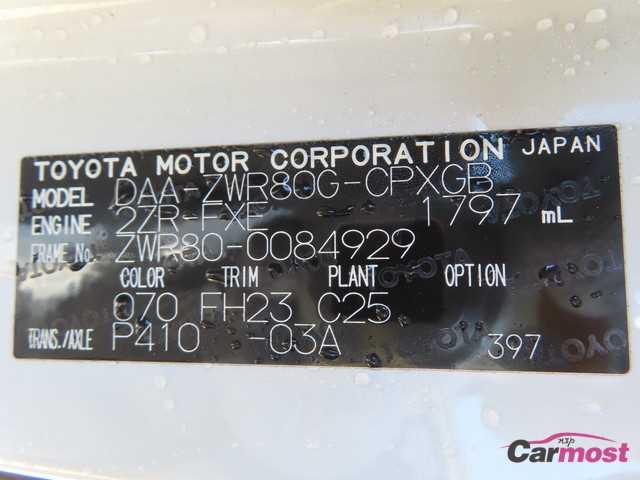 TOYOTA MOTOR CORPORATION JAPAN
MODEL DAA-ZWR80G-CPXGB
ENGINE 2ZR-FXE 1797 mL
FRAME No. ZWR80-0084929
COLOR TRIM PLANT OPTION
070 FH23 C25
TRANS./AXLE P410 -03A 397
nsp
Carmost